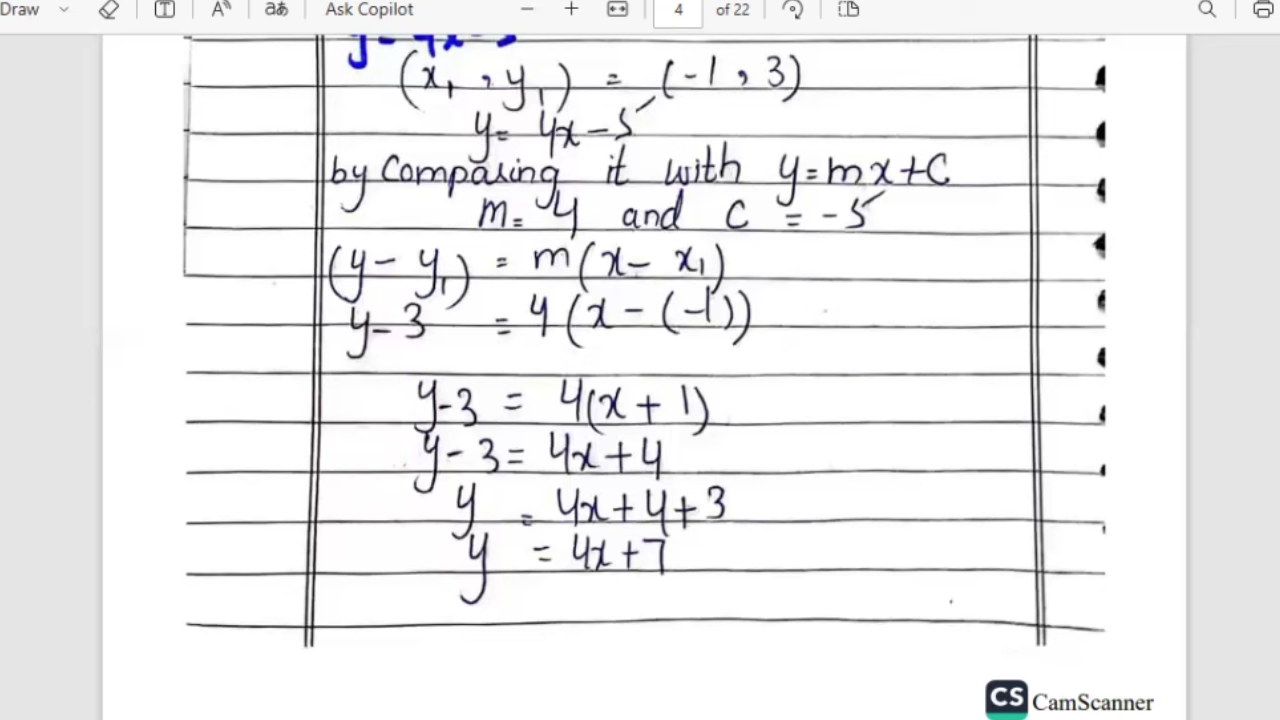 Draw Ask Copilot 4 of 22
y = 4x - 5
(x₁, y₁) = (-1, 3)
y = 4x - 5
by Comparing it with y = mx + C
m = 4 and C = -5
(y - y₁) = m(x - x₁)
y - 3 = 4(x - (-1))
y - 3 = 4(x + 1)
y - 3 = 4x + 4
y = 4x + 4 + 3
y = 4x + 7
CS CamScanner